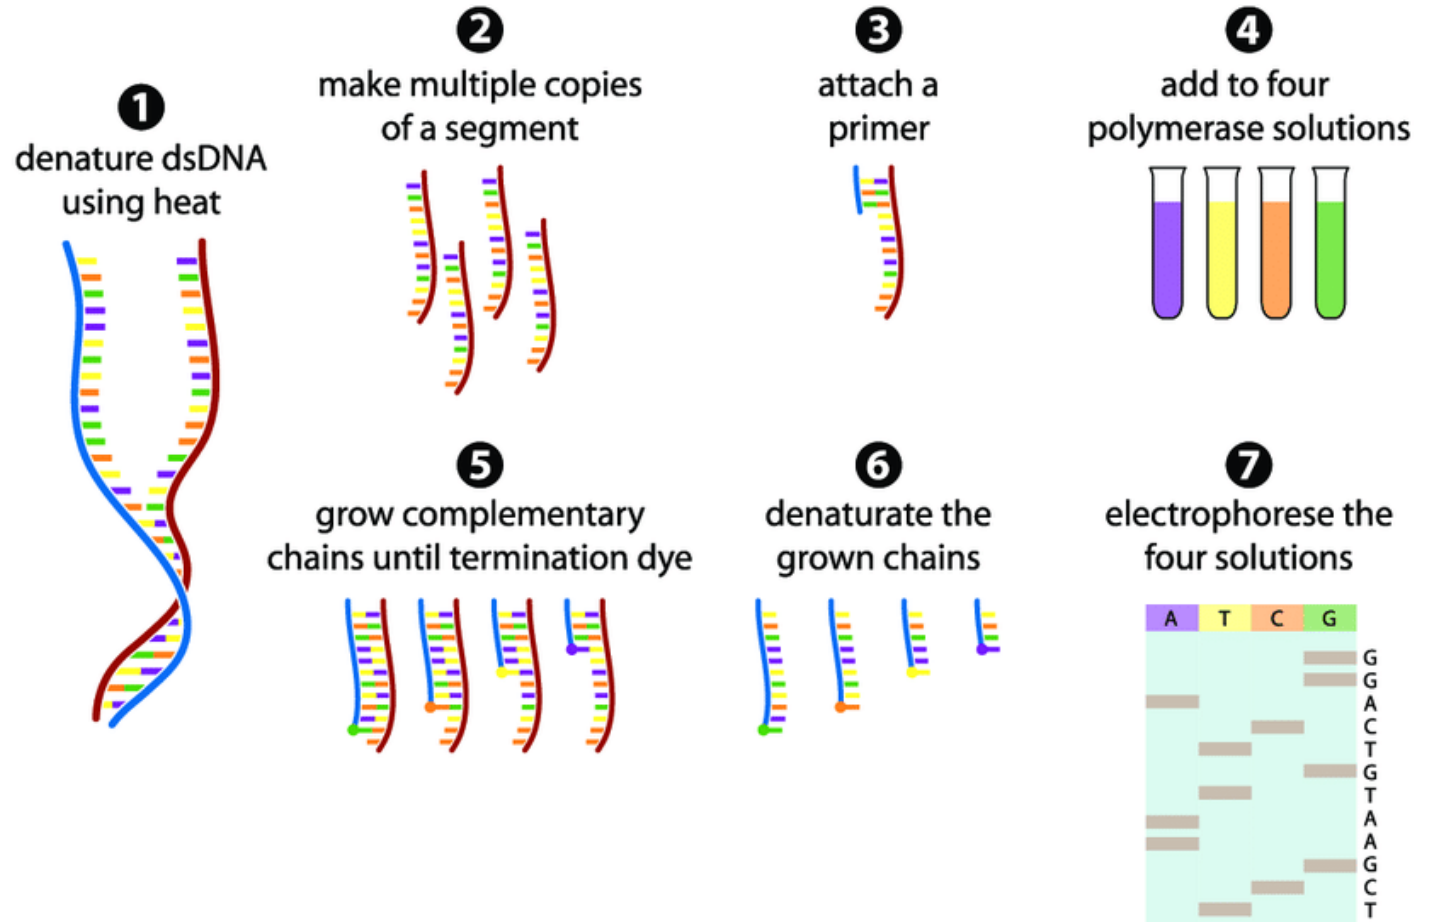 1
denature dsDNA
using heat
2
make multiple copies
of a segment
3
attach a
primer
4
add to four
polymerase solutions
5
grow complementary
chains until termination dye
6
denaturate the
grown chains
7
electrophorese the
four solutions
A T C G
G
G
A
C
T
G
T
A
A
G
C
T